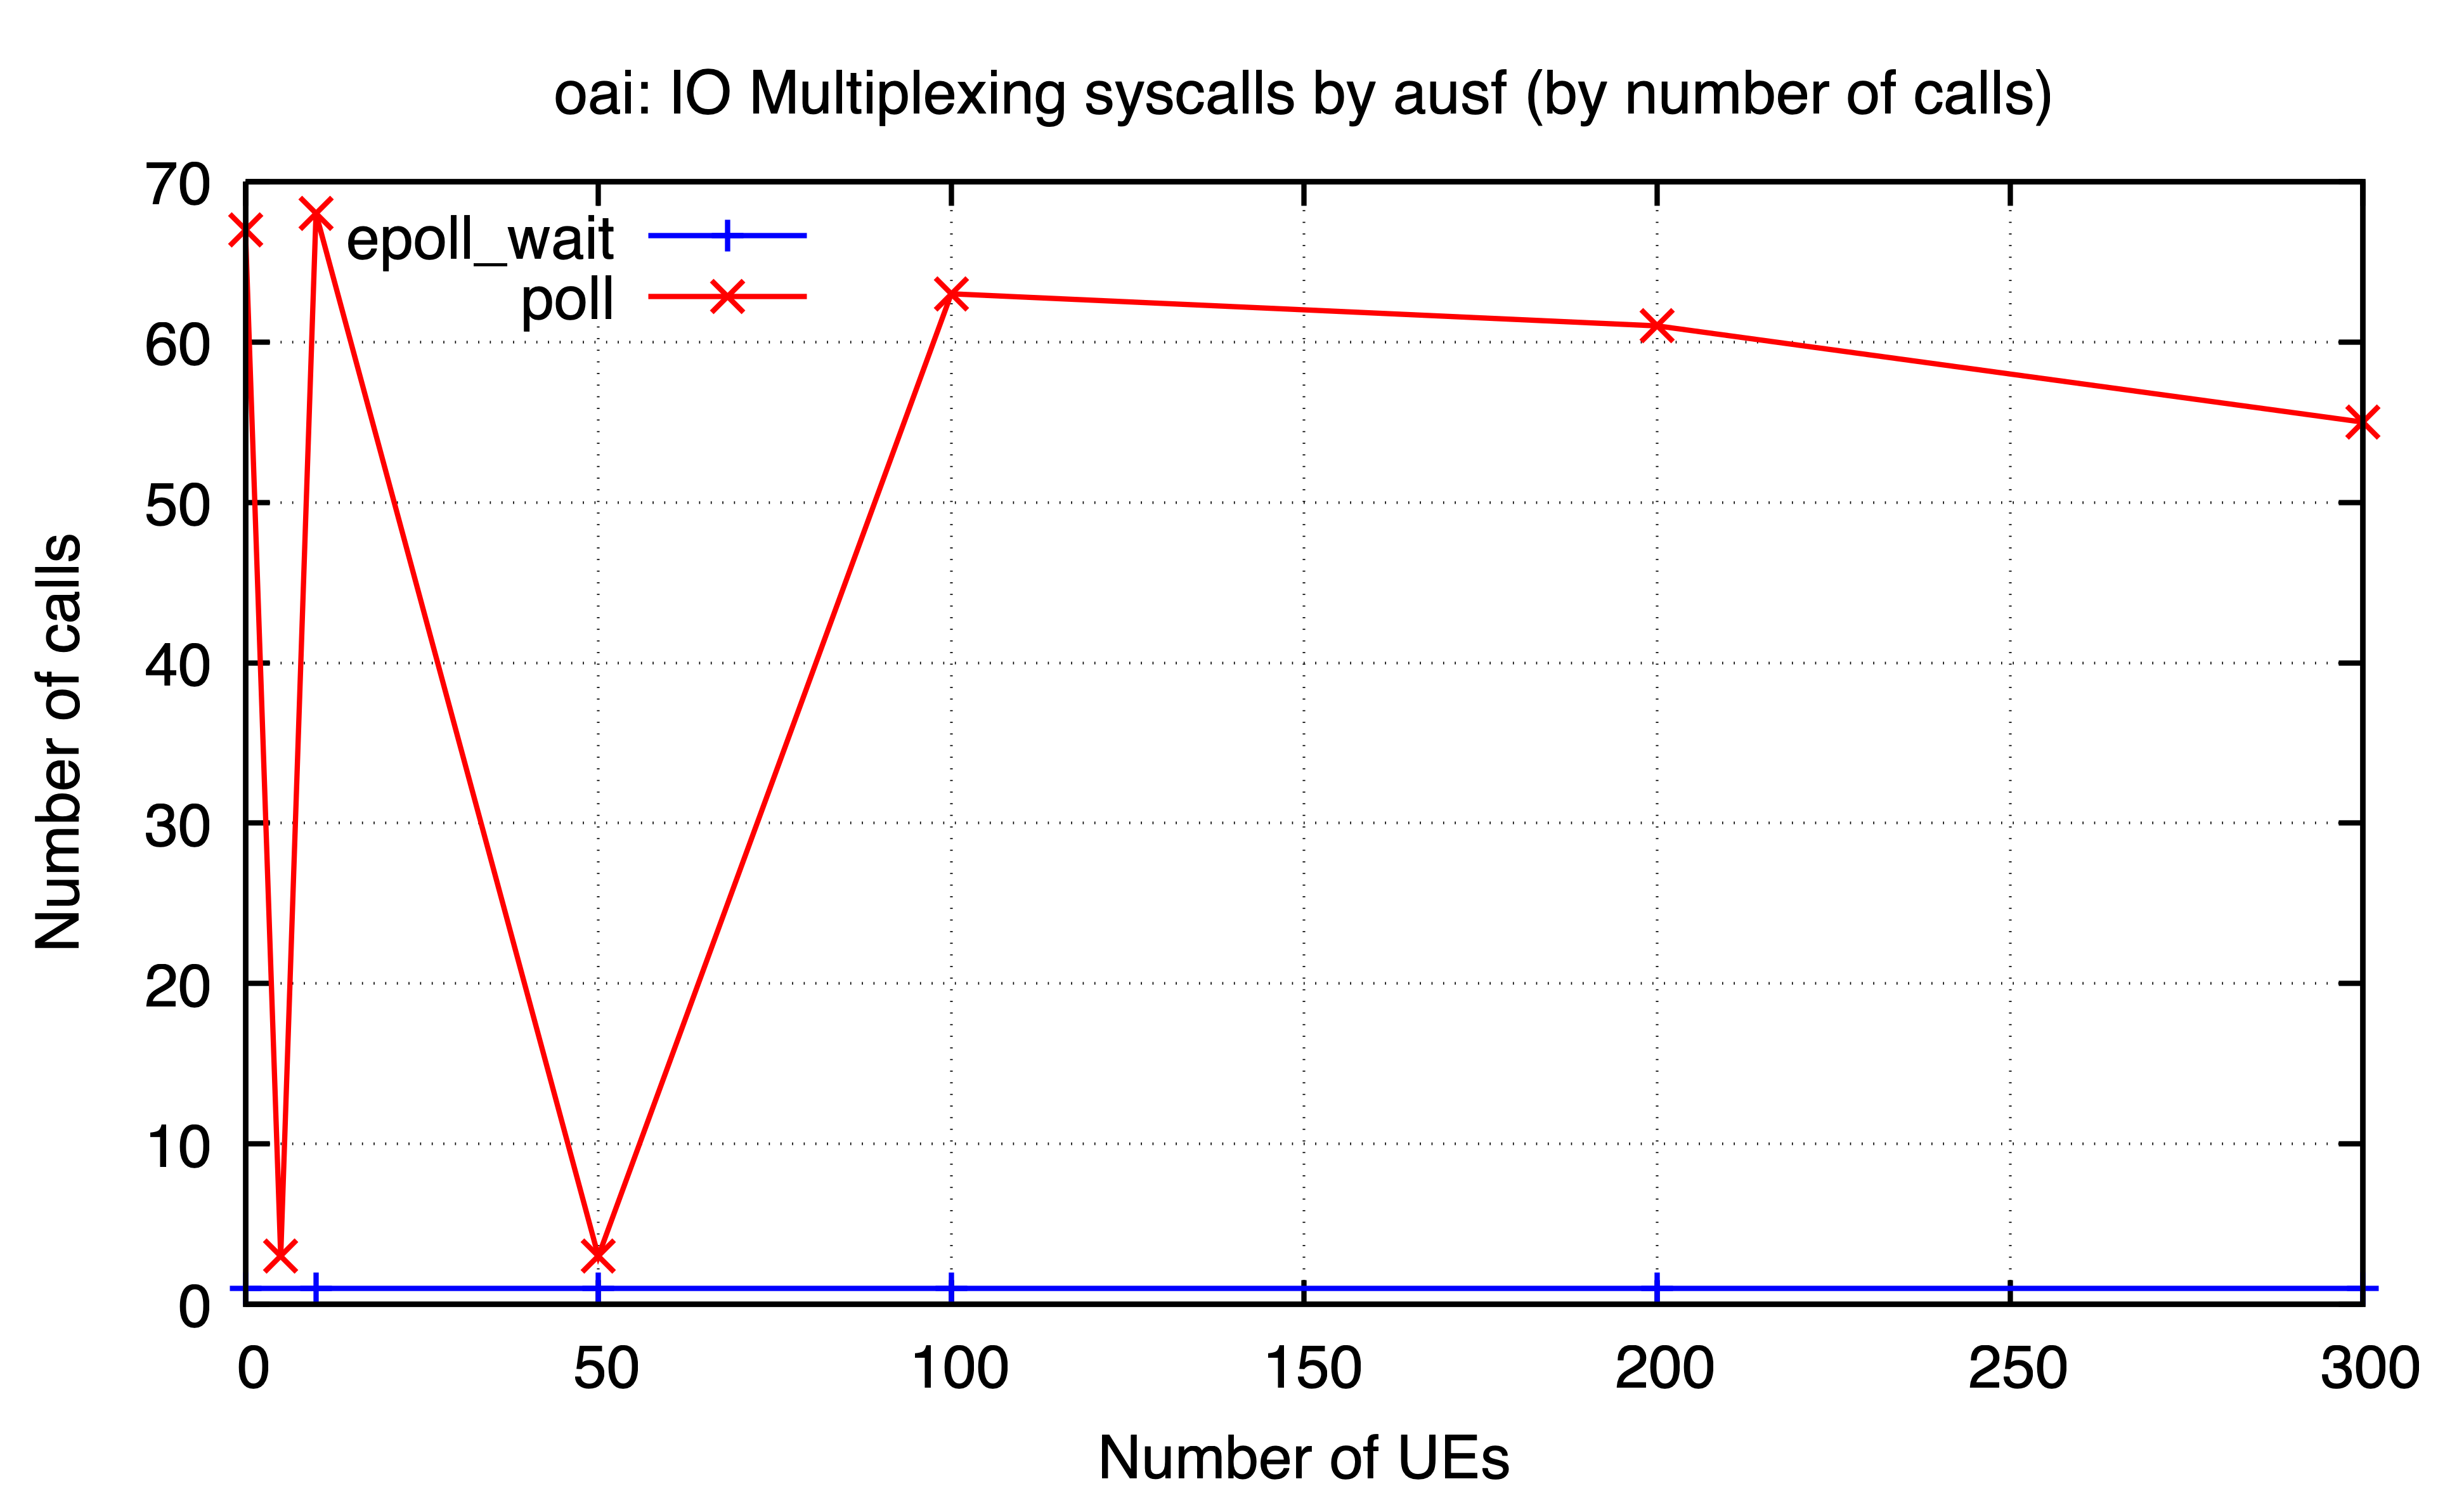 oai: IO Multiplexing syscalls by ausf (by number of calls)
70
60
50
40
30
20
10
0
epoll_wait
poll
Number of calls
0 50 100 150 200 250 300
Number of UEs